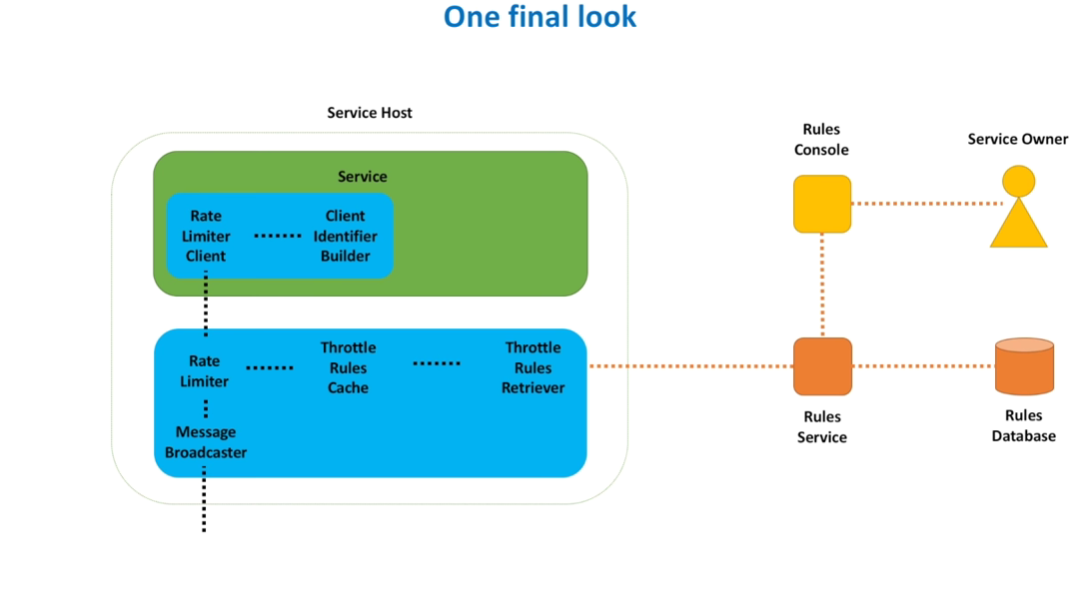 One final look
Service Host
Service
Rate
Limiter
Client
Client
Identifier
Builder
Rate
Limiter
Throttle
Rules
Cache
Throttle
Rules
Retriever
Message
Broadcaster
Rules
Console
Service Owner
Rules
Service
Rules
Database